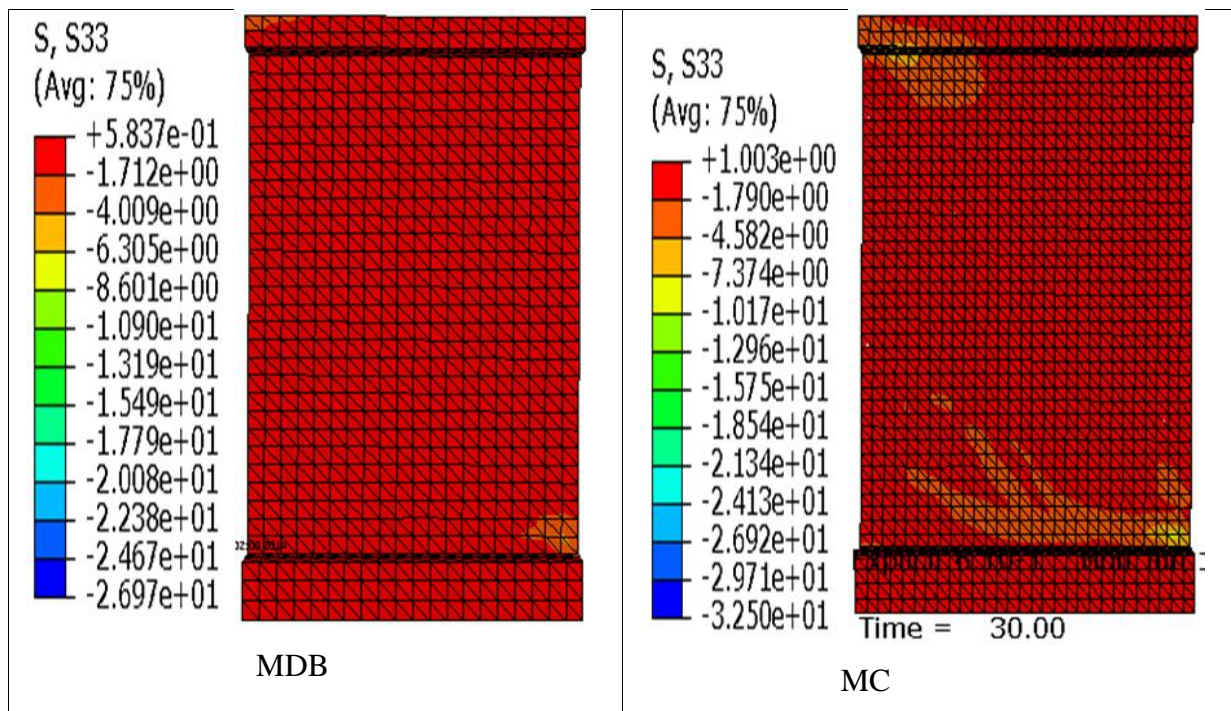 S, S33
(Avg: 75%)
+5.837e-01
-1.712e+00
-4.009e+00
-6.305e+00
-8.601e+00
-1.090e+01
-1.319e+01
-1.549e+01
-1.779e+01
-2.008e+01
-2.238e+01
-2.467e+01
-2.697e+01
MDB
S, S33
(Avg: 75%)
+1.003e+00
-1.790e+00
-4.582e+00
-7.374e+00
-1.017e+01
-1.296e+01
-1.575e+01
-1.854e+01
-2.134e+01
-2.413e+01
-2.692e+01
-2.971e+01
-3.250e+01
Time = 30.00
MC